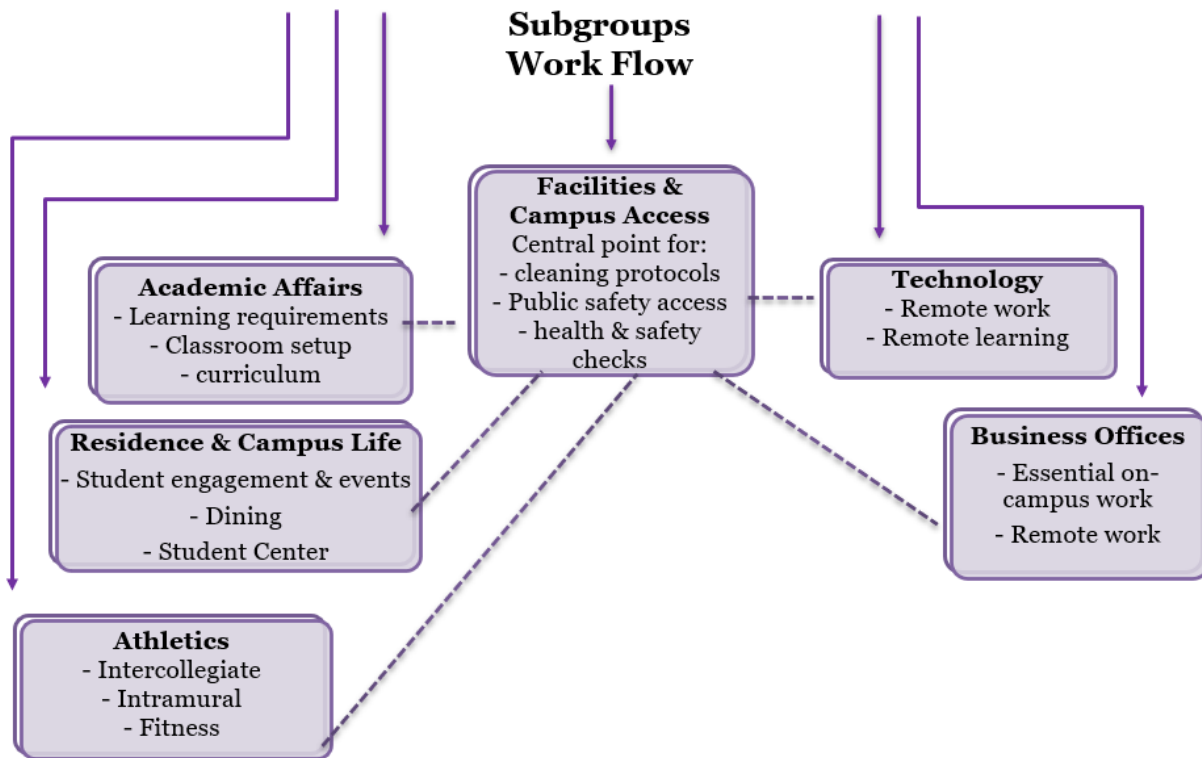 Subgroups
Work Flow
Facilities &
Campus Access
Central point for:
- cleaning protocols
- Public safety access
- health & safety
checks
Academic Affairs
- Learning requirements
- Classroom setup
- curriculum
Technology
- Remote work
- Remote learning
Residence & Campus Life
- Student engagement & events
- Dining
- Student Center
Business Offices
- Essential on-
campus work
- Remote work
Athletics
- Intercollegiate
- Intramural
- Fitness